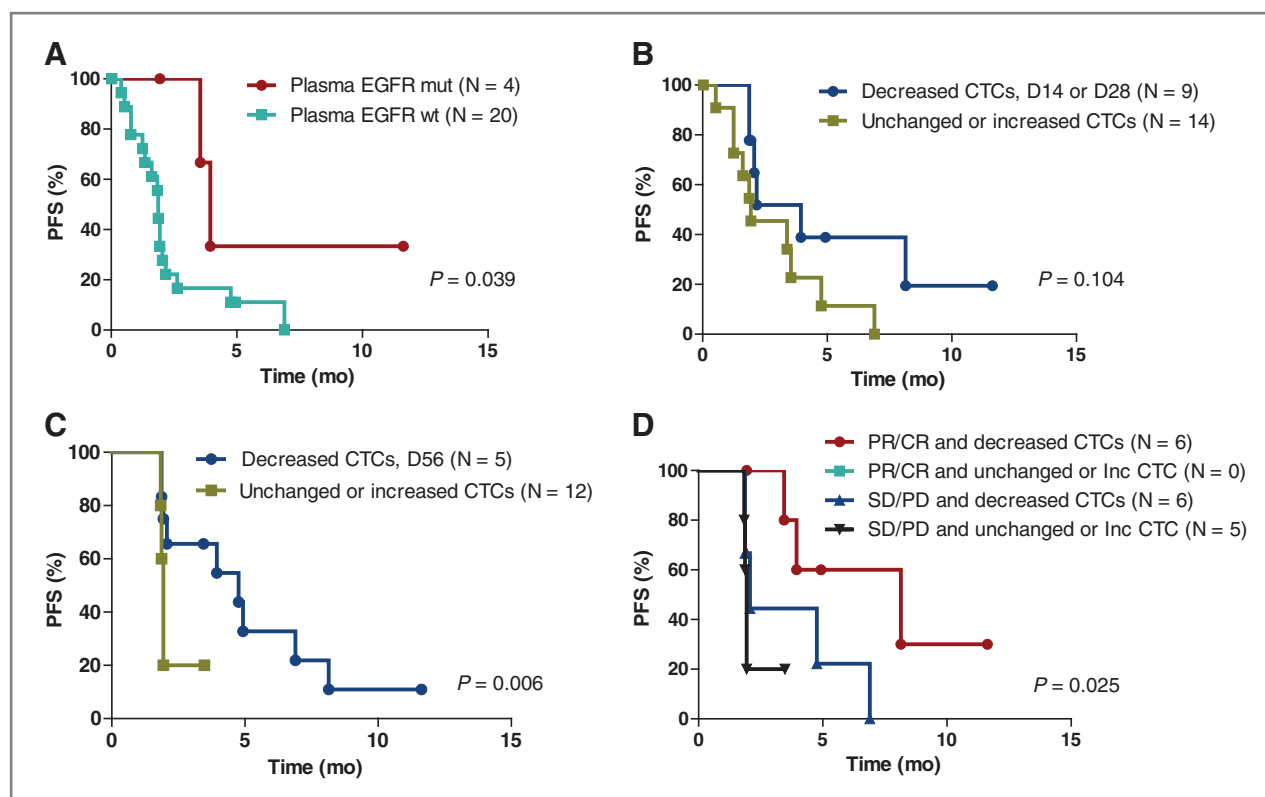 A
100
80
60
40
20
0
PFS (%)
Plasma EGFR mut (N = 4)
Plasma EGFR wt (N = 20)
P = 0.039
0 5 10 15
Time (mo)
B
100
80
60
40
20
0
PFS (%)
Decreased CTCs, D14 or D28 (N = 9)
Unchanged or increased CTCs (N = 14)
P = 0.104
0 5 10 15
Time (mo)
C
100
80
60
40
20
0
PFS (%)
Decreased CTCs, D56 (N = 5)
Unchanged or increased CTCs (N = 12)
P = 0.006
0 5 10 15
Time (mo)
D
100
80
60
40
20
0
PFS (%)
PR/CR and decreased CTCs (N = 6)
PR/CR and unchanged or Inc CTC (N = 0)
SD/PD and decreased CTCs (N = 6)
SD/PD and unchanged or Inc CTC (N = 5)
P = 0.025
0 5 10 15
Time (mo)